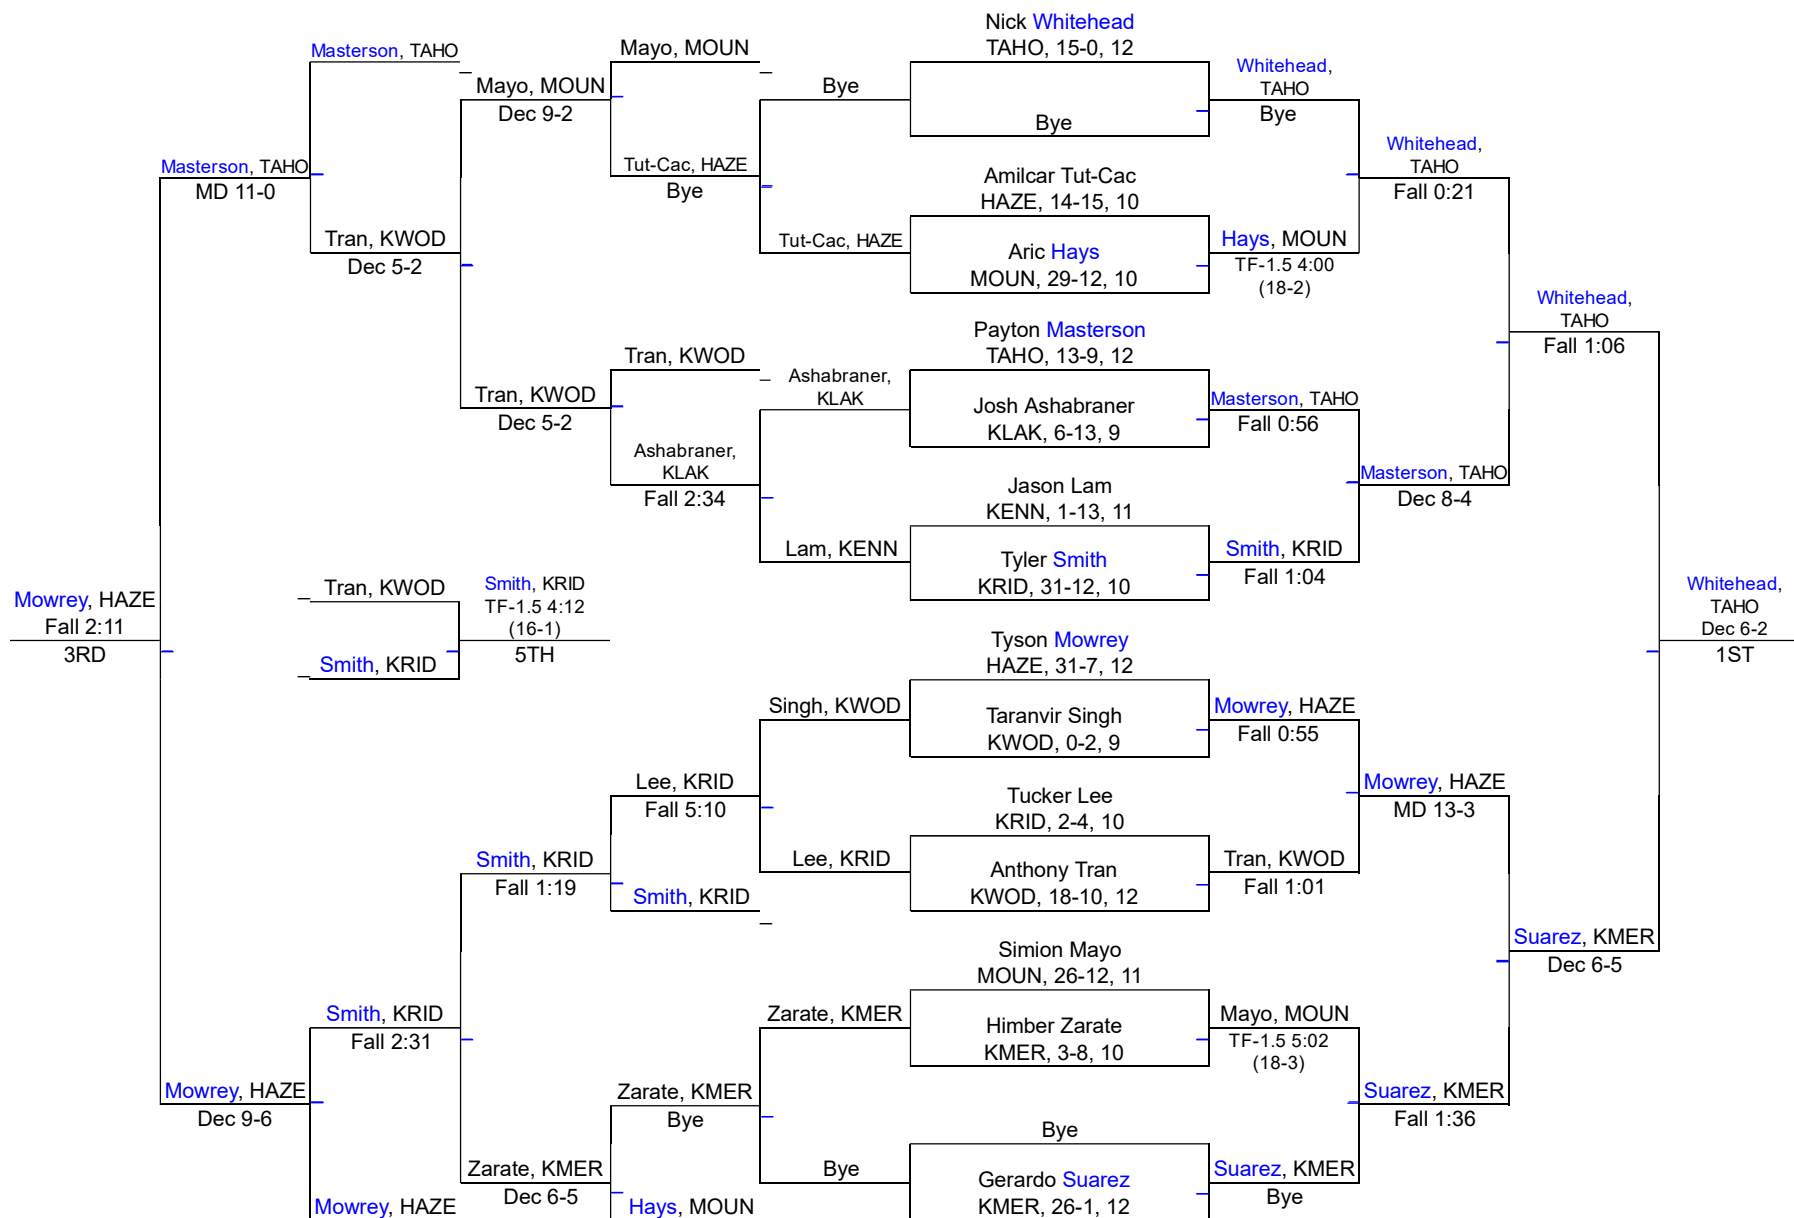 Nick Whitehead
TAHO, 15-0, 12
Bye
Amilcar Tut-Cac
HAZE, 14-15, 10
Aric Hays
MOUN, 29-12, 10
Payton Masterson
TAHO, 13-9, 12
Josh Ashabraner
KLAK, 6-13, 9
Jason Lam
KENN, 1-13, 11
Tyler Smith
KRID, 31-12, 10
Tyson Mowrey
HAZE, 31-7, 12
Taranvir Singh
KWOD, 0-2, 9
Tucker Lee
KRID, 2-4, 10
Anthony Tran
KWOD, 18-10, 12
Simion Mayo
MOUN, 26-12, 11
Himber Zarate
KMER, 3-8, 10
Bye
Gerardo Suarez
KMER, 26-1, 12
Whitehead,
TAHO
Bye
Hays, MOUN
TF-1.5 4:00
(18-2)
Masterson, TAHO
Fall 0:56
Smith, KRID
Fall 1:04
Mowrey, HAZE
Fall 0:55
Tran, KWOD
Fall 1:01
Mayo, MOUN
TF-1.5 5:02
(18-3)
Suarez, KMER
Bye
Whitehead,
TAHO
Fall 0:21
Masterson, TAHO
Dec 8-4
Mowrey, HAZE
MD 13-3
Suarez, KMER
Fall 1:36
Whitehead,
TAHO
Fall 1:06
Suarez, KMER
Dec 6-5
Whitehead,
TAHO
Dec 6-2
1ST
Bye
Tut-Cac, HAZE
Ashabraner,
KLAK
Lam, KENN
Singh, KWOD
Lee, KRID
Zarate, KMER
Bye
Mayo, MOUN
Tut-Cac, HAZE
Bye
Tran, KWOD
Ashabraner,
KLAK
Fall 2:34
Lee, KRID
Fall 5:10
Smith, KRID
Zarate, KMER
Bye
Hays, MOUN
Mayo, MOUN
Dec 9-2
Tran, KWOD
Dec 5-2
Smith, KRID
Fall 1:19
Zarate, KMER
Dec 6-5
Masterson, TAHO
Tran, KWOD
Dec 5-2
Smith, KRID
Fall 2:31
Mowrey, HAZE
Masterson, TAHO
MD 11-0
Mowrey, HAZE
Dec 9-6
Mowrey, HAZE
Fall 2:11
3RD
Tran, KWOD
Smith, KRID
Smith, KRID
TF-1.5 4:12
(16-1)
5TH